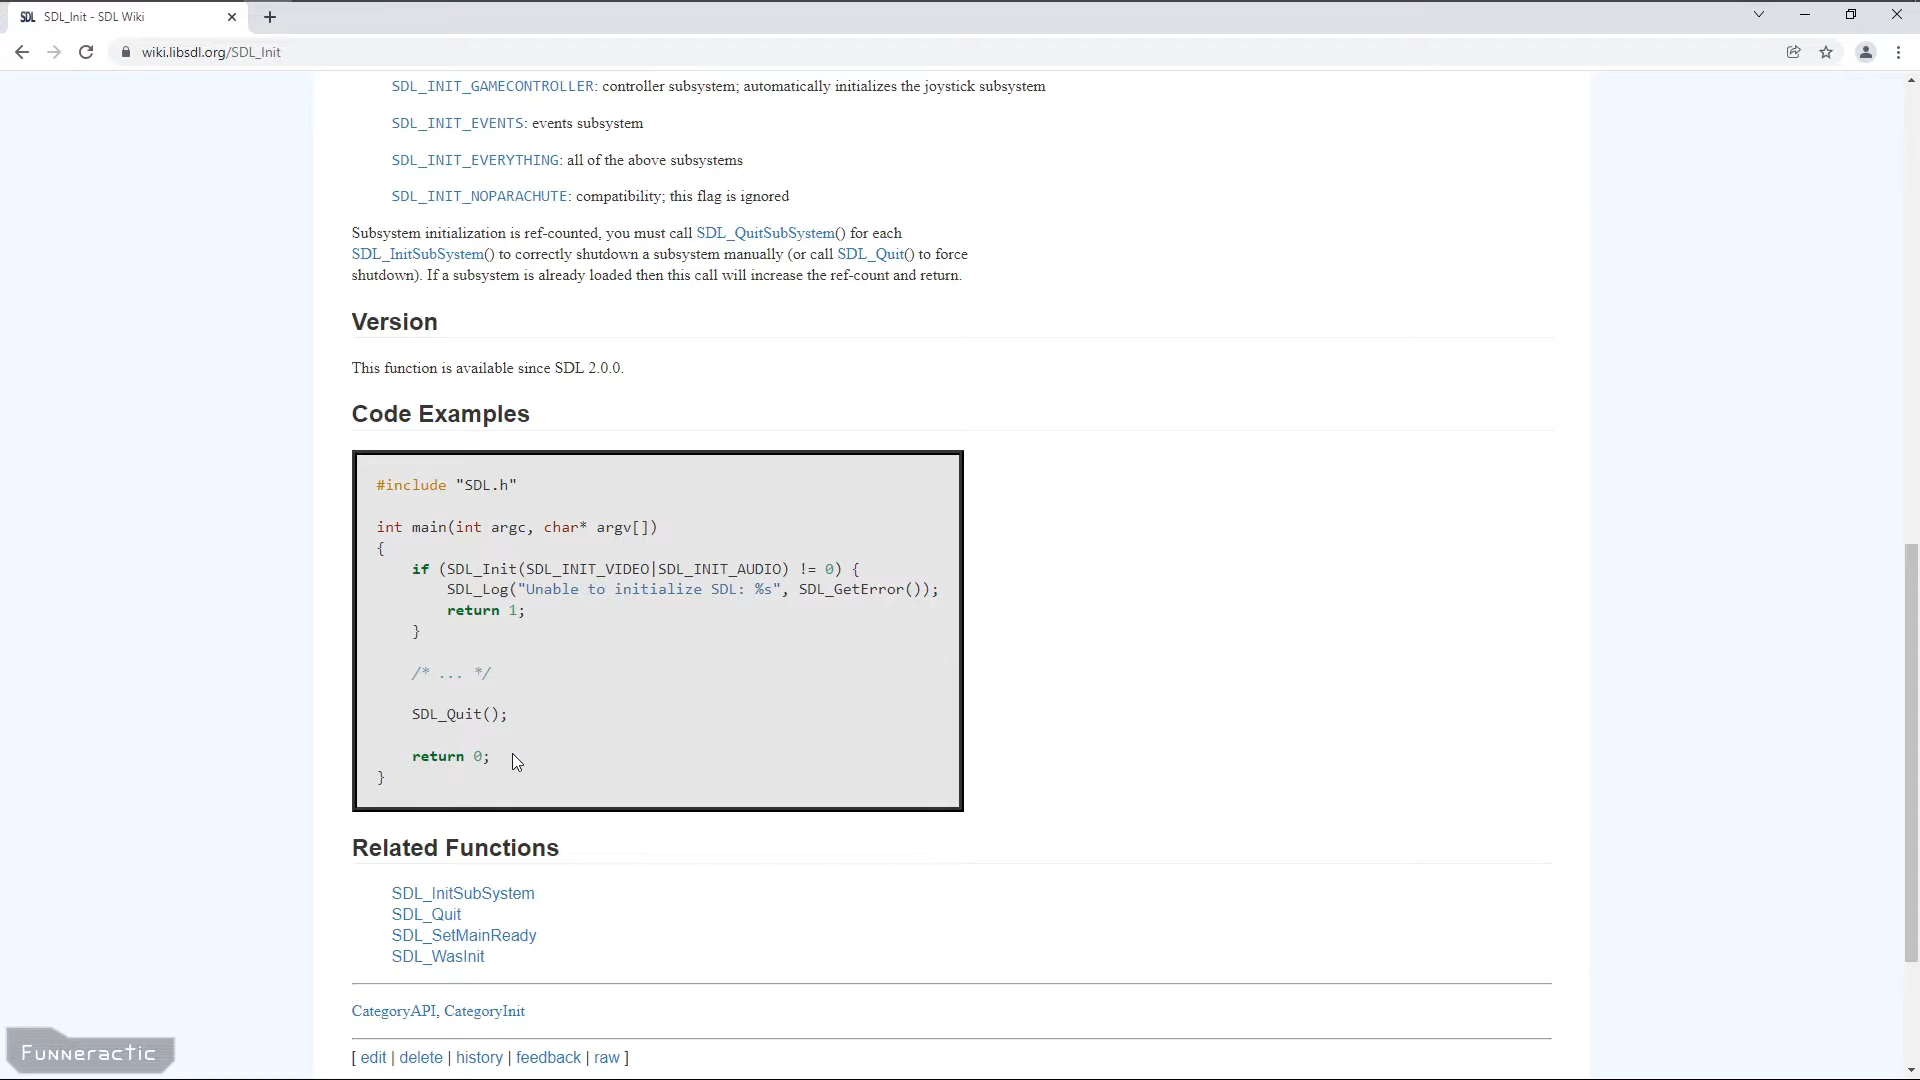 SDL SDL_Init - SDL Wiki
wiki.libsdl.org/SDL_Init
SDL_INIT_GAMECONTROLLER: controller subsystem; automatically initializes the joystick subsystem
SDL_INIT_EVENTS: events subsystem
SDL_INIT_EVERYTHING: all of the above subsystems
SDL_INIT_NOPARACHUTE: compatibility; this flag is ignored
Subsystem initialization is ref-counted, you must call SDL_QuitSubSystem() for each
SDL_InitSubSystem() to correctly shutdown a subsystem manually (or call SDL_Quit() to force
shutdown). If a subsystem is already loaded then this call will increase the ref-count and return.
Version
This function is available since SDL 2.0.0.
Code Examples
#include "SDL.h"
int main(int argc, char* argv[])
{
if (SDL_Init(SDL_INIT_VIDEO|SDL_INIT_AUDIO) != 0) {
SDL_Log("Unable to initialize SDL: %s", SDL_GetError());
return 1;
}
/* ... */
SDL_Quit();
return 0;
}
Related Functions
SDL_InitSubSystem
SDL_Quit
SDL_SetMainReady
SDL_WasInit
CategoryAPI, CategoryInit
[ edit | delete | history | feedback | raw ]
Funneractic